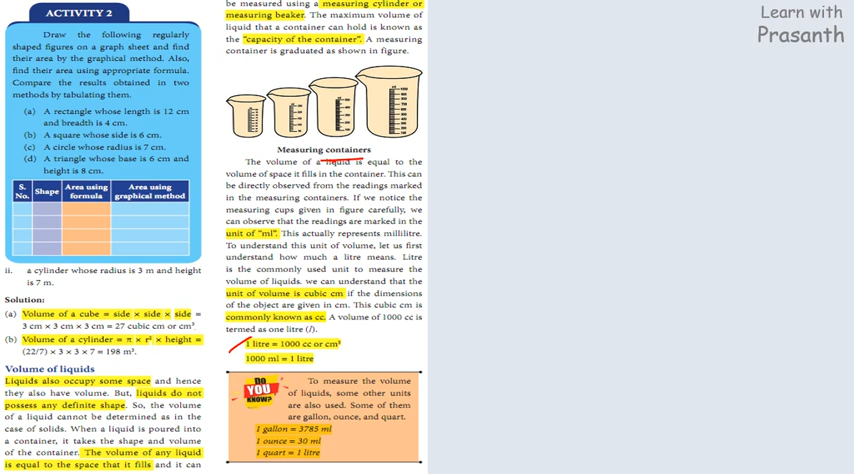 ACTIVITY 2
Draw the following regularly
shaped figures on a graph sheet and find
their area by the graphical method. Also,
find their area using appropriate formula.
Compare the results obtained in two
methods by tabulating them.
(a) A rectangle whose length is 12 cm
and breadth is 4 cm.
(b) A square whose side is 6 cm.
(c) A circle whose radius is 7 cm.
(d) A triangle whose base is 6 cm and
height is 8 cm.
S. No. Shape Area using formula Area using graphical method
ii. a cylinder whose radius is 3 m and height
is 7 m.
Solution:
(a) Volume of a cube = side × side × side =
3 cm × 3 cm × 3 cm = 27 cubic cm or cm³.
(b) Volume of a cylinder = π × r² × height =
(22/7) × 3 × 3 × 7 = 198 m³.
Volume of liquids
Liquids also occupy some space and hence
they also have volume. But, liquids do not
possess any definite shape. So, the volume
of a liquid cannot be determined as in the
case of solids. When a liquid is poured into
a container, it takes the shape and volume
of the container. The volume of any liquid
is equal to the space that it fills and it can
be measured using a measuring cylinder or
measuring beaker. The maximum volume of
liquid that a container can hold is known as
the "capacity of the container". A measuring
container is graduated as shown in figure.
Measuring containers
The volume of a liquid is equal to the
volume of space it fills in the container. This can
be directly observed from the readings marked
in the measuring containers. If we notice the
measuring cups given in figure carefully, we
can observe that the readings are marked in the
unit of "ml". This actually represents millilitre.
To understand this unit of volume, let us first
understand how much a litre means. Litre
is the commonly used unit to measure the
volume of liquids. we can understand that the
unit of volume is cubic cm if the dimensions
of the object are given in cm. This cubic cm is
commonly known as cc. A volume of 1000 cc is
termed as one litre (l).
1 litre = 1000 cc or cm³
1000 ml = 1 litre
DO YOU KNOW?
To measure the volume
of liquids, some other units
are also used. Some of them
are gallon, ounce, and quart.
1 gallon = 3785 ml
1 ounce = 30 ml
1 quart = 1 litre
Learn with
Prasanth